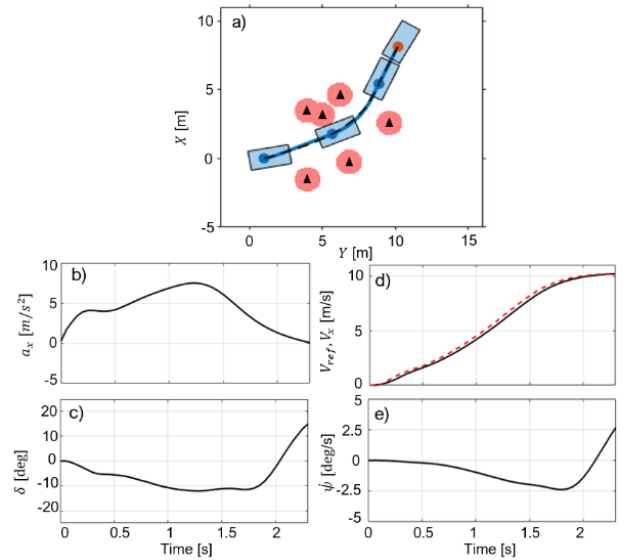 a)
10
5
0
-5
X [m]
0 5 10 15
Y [m]
b)
10
5
0
-5
a_x [m/s²]
c)
20
10
0
-10
-20
δ [deg]
0 0.5 1 1.5 2
Time [s]
d)
10
5
0
V_ref, V_x [m/s]
e)
5
2.5
0
-2.5
-5
ψ̇ [deg/s]
0 0.5 1 1.5 2
Time [s]